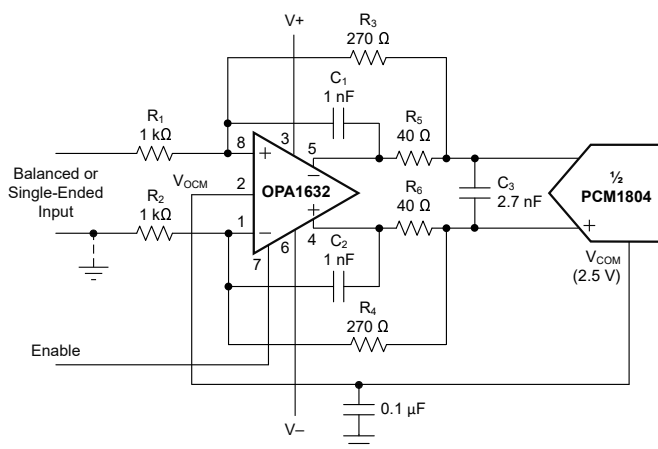 V+
R3
270 Ω
C1
1 nF
R5
40 Ω
R1
1 kΩ
8
3
5
+
−
Balanced or
Single-Ended
Input
VOCM
2
OPA1632
R6
40 Ω
C3
2.7 nF
½
PCM1804
R2
1 kΩ
1
−
+
4
6
7
C2
1 nF
+
VCOM
(2.5 V)
R4
270 Ω
Enable
0.1 µF
V−